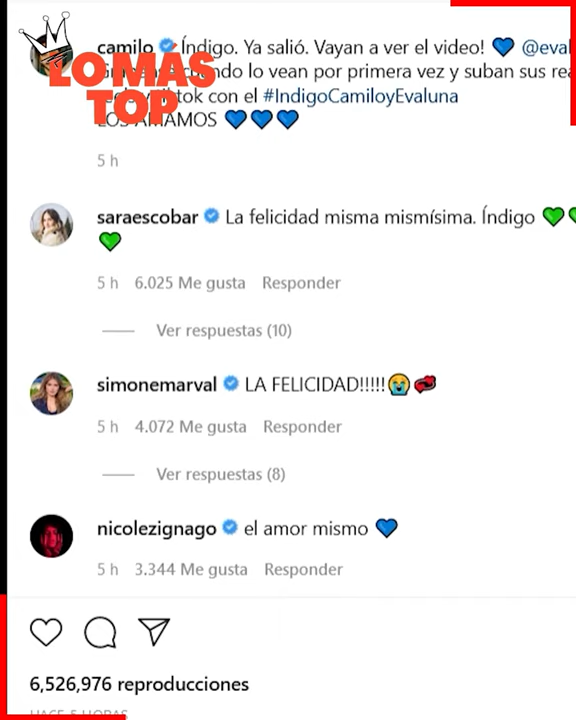 camilo Índigo. Ya salió. Vayan a ver el video! 💙 @eval
lo vean por primera vez y suban sus rea
tok con el #IndigoCamiloyEvaluna
LOS AMAMOS 💙💙💙
LO MAS
TOP
5 h
saraescobar La felicidad misma mismísima. Índigo 💚💚
💚
5 h 6.025 Me gusta Responder
Ver respuestas (10)
simonemarval LA FELICIDAD!!!!!😭💞
5 h 4.072 Me gusta Responder
Ver respuestas (8)
nicolezignago el amor mismo 💙
5 h 3.344 Me gusta Responder
6,526,976 reproducciones
HACE 5 HORAS